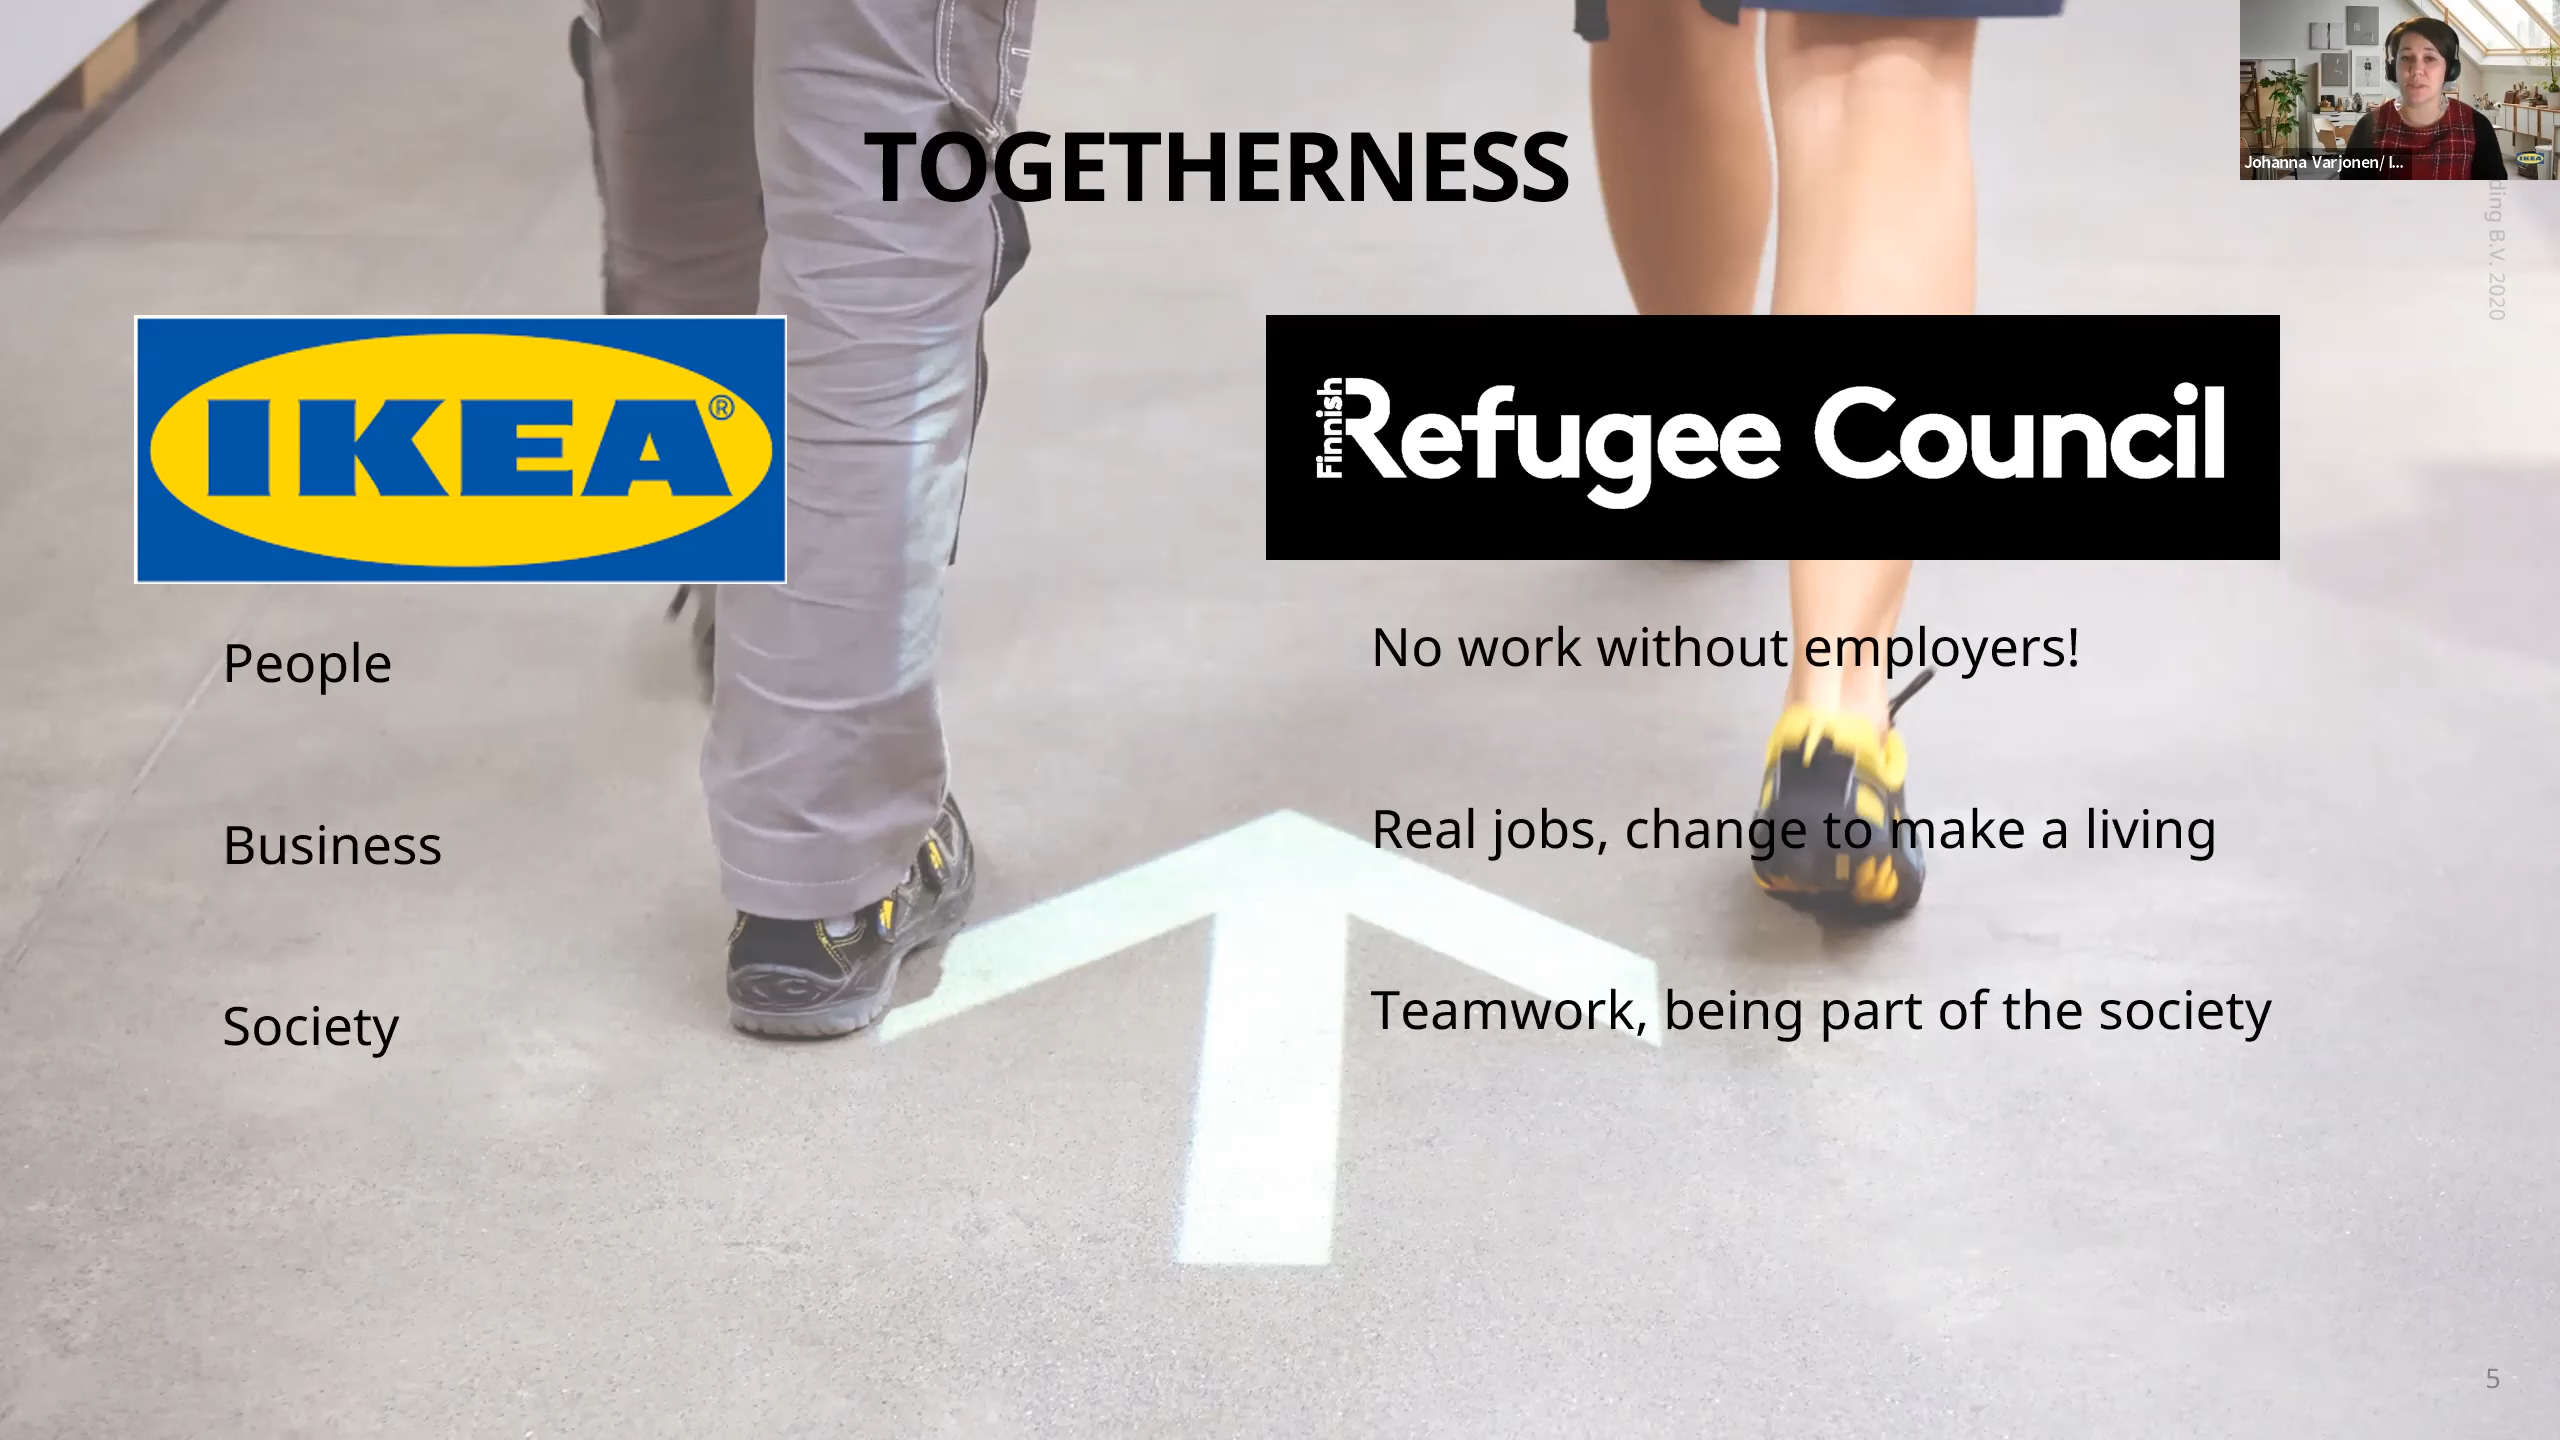 TOGETHERNESS
Johanna Varjonen/ I...
IKEA
ding B.V. 2020
IKEA®
Finnish
Refugee Council
People
Business
Society
No work without employers!
Real jobs, change to make a living
Teamwork, being part of the society
5